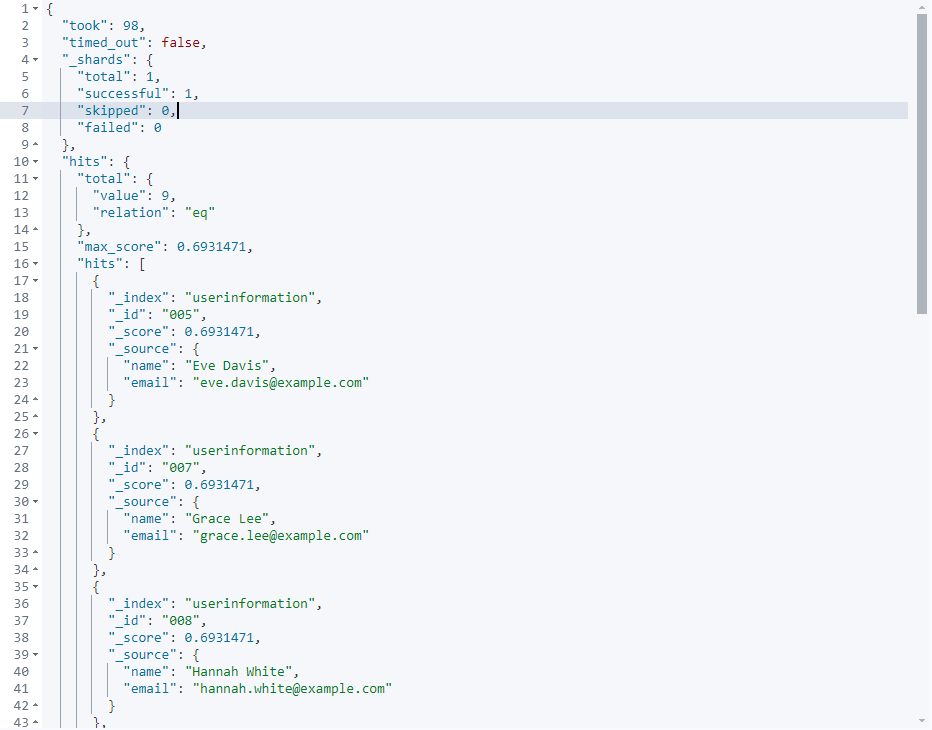 1 {
2 "took": 98,
3 "timed_out": false,
4 "_shards": {
5 "total": 1,
6 "successful": 1,
7 "skipped": 0,
8 "failed": 0
9 },
10 "hits": {
11 "total": {
12 "value": 9,
13 "relation": "eq"
14 },
15 "max_score": 0.6931471,
16 "hits": [
17 {
18 "_index": "userinformation",
19 "_id": "005",
20 "_score": 0.6931471,
21 "_source": {
22 "name": "Eve Davis",
23 "email": "eve.davis@example.com"
24 }
25 },
26 {
27 "_index": "userinformation",
28 "_id": "007",
29 "_score": 0.6931471,
30 "_source": {
31 "name": "Grace Lee",
32 "email": "grace.lee@example.com"
33 }
34 },
35 {
36 "_index": "userinformation",
37 "_id": "008",
38 "_score": 0.6931471,
39 "_source": {
40 "name": "Hannah White",
41 "email": "hannah.white@example.com"
42 }
43 },